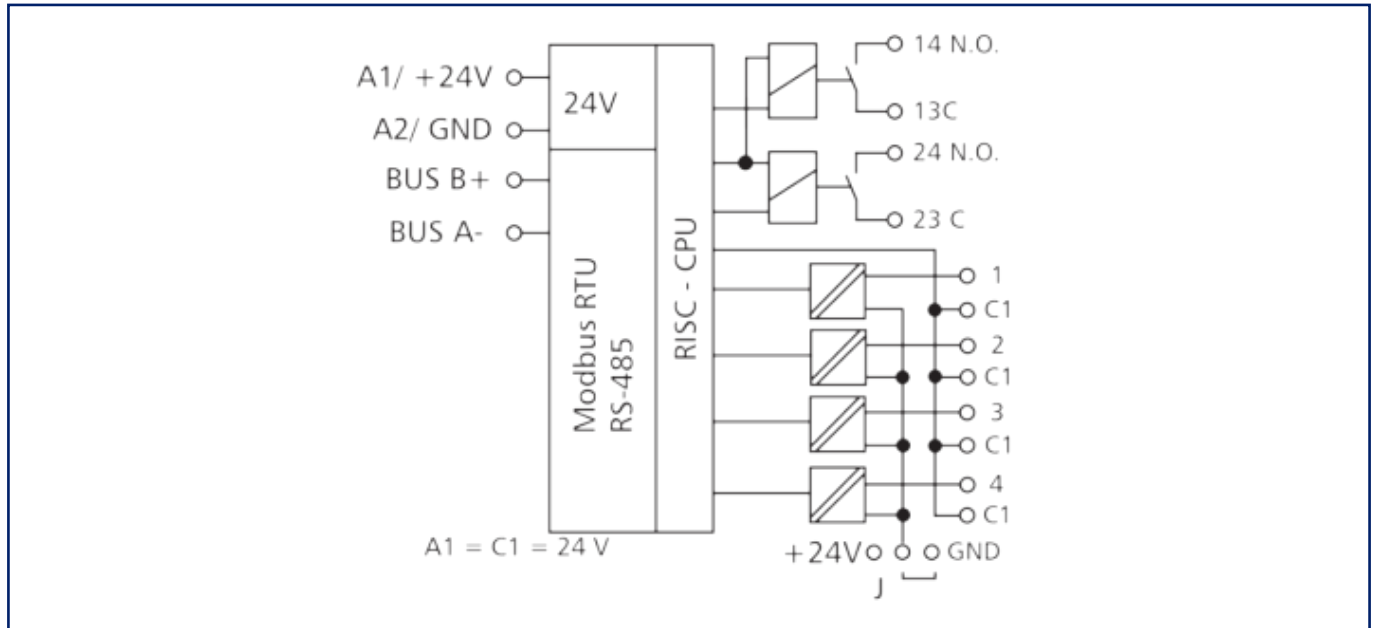 A1/ +24V
A2/ GND
BUS B+
BUS A-
24V
Modbus RTU
RS-485
RISC - CPU
14 N.O.
13C
24 N.O.
23 C
1
C1
2
C1
3
C1
4
C1
A1 = C1 = 24 V
+24V GND
J